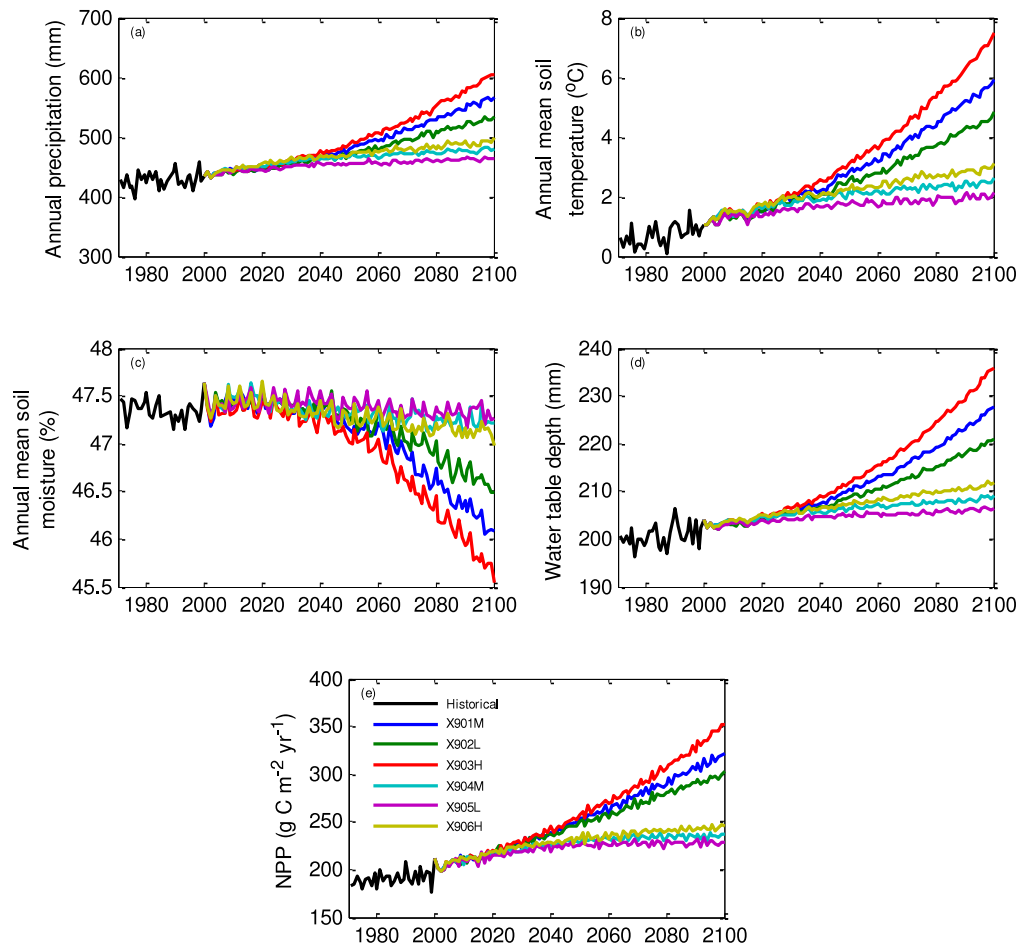 (a)
Annual precipitation (mm)
700
600
500
400
300
1980 2000 2020 2040 2060 2080 2100
(b)
Annual mean soil
temperature (°C)
8
6
4
2
0
1980 2000 2020 2040 2060 2080 2100
(c)
Annual mean soil
moisture (%)
48
47.5
47
46.5
46
45.5
1980 2000 2020 2040 2060 2080 2100
(d)
Water table depth (mm)
240
230
220
210
200
190
1980 2000 2020 2040 2060 2080 2100
(e)
NPP (g C m⁻² yr⁻¹)
400
350
300
250
200
150
Historical
X901M
X902L
X903H
X904M
X905L
X906H
1980 2000 2020 2040 2060 2080 2100